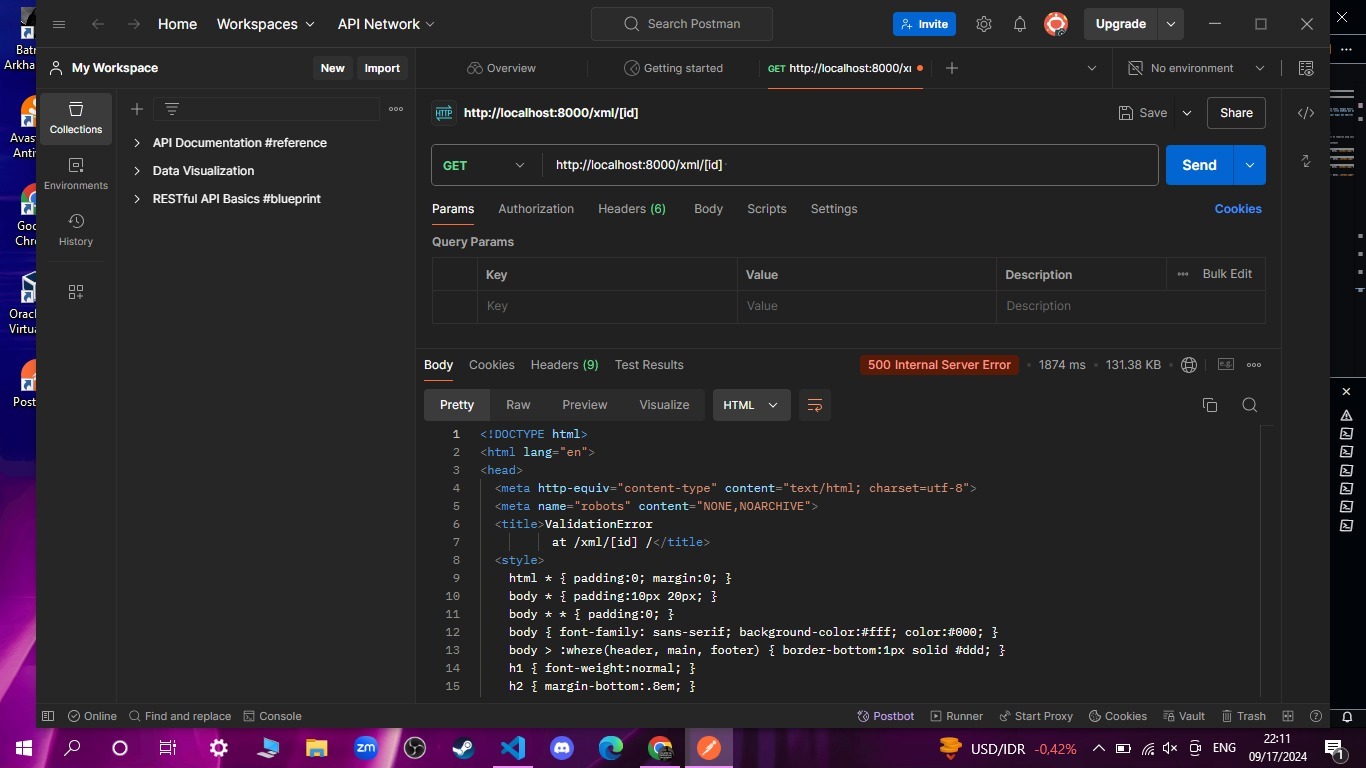 Home
Workspaces
API Network
Search Postman
Invite
Upgrade
My Workspace
New
Import
Overview
Getting started
GET http://localhost:8000/x
No environment
Collections
Environments
History
API Documentation #reference
Data Visualization
RESTful API Basics #blueprint
HTTP
http://localhost:8000/xml/[id]
Save
Share
GET
http://localhost:8000/xml/[id]
Send
Params
Authorization
Headers (6)
Body
Scripts
Settings
Cookies
Query Params
Key
Value
Description
Bulk Edit
Key
Value
Description
Body
Cookies
Headers (9)
Test Results
500 Internal Server Error
1874 ms
131.38 KB
e.g.
Pretty
Raw
Preview
Visualize
HTML
1 <!DOCTYPE html>
2 <html lang="en">
3 <head>
4 <meta http-equiv="content-type" content="text/html; charset=utf-8">
5 <meta name="robots" content="NONE,NOARCHIVE">
6 <title>ValidationError
7 at /xml/[id] /</title>
8 <style>
9 html * { padding:0; margin:0; }
10 body * { padding:10px 20px; }
11 body * * { padding:0; }
12 body { font-family: sans-serif; background-color:#fff; color:#000; }
13 body > :where(header, main, footer) { border-bottom:1px solid #ddd; }
14 h1 { font-weight:normal; }
15 h2 { margin-bottom:.8em; }
Online
Find and replace
Console
Postbot
Runner
Start Proxy
Cookies
Vault
Trash
Batr
Arkha
Avas
Anti
Goo
Chr
Orac
Virtu
Post
zm
USD/IDR -0,42%
ENG
22:11
09/17/2024
1